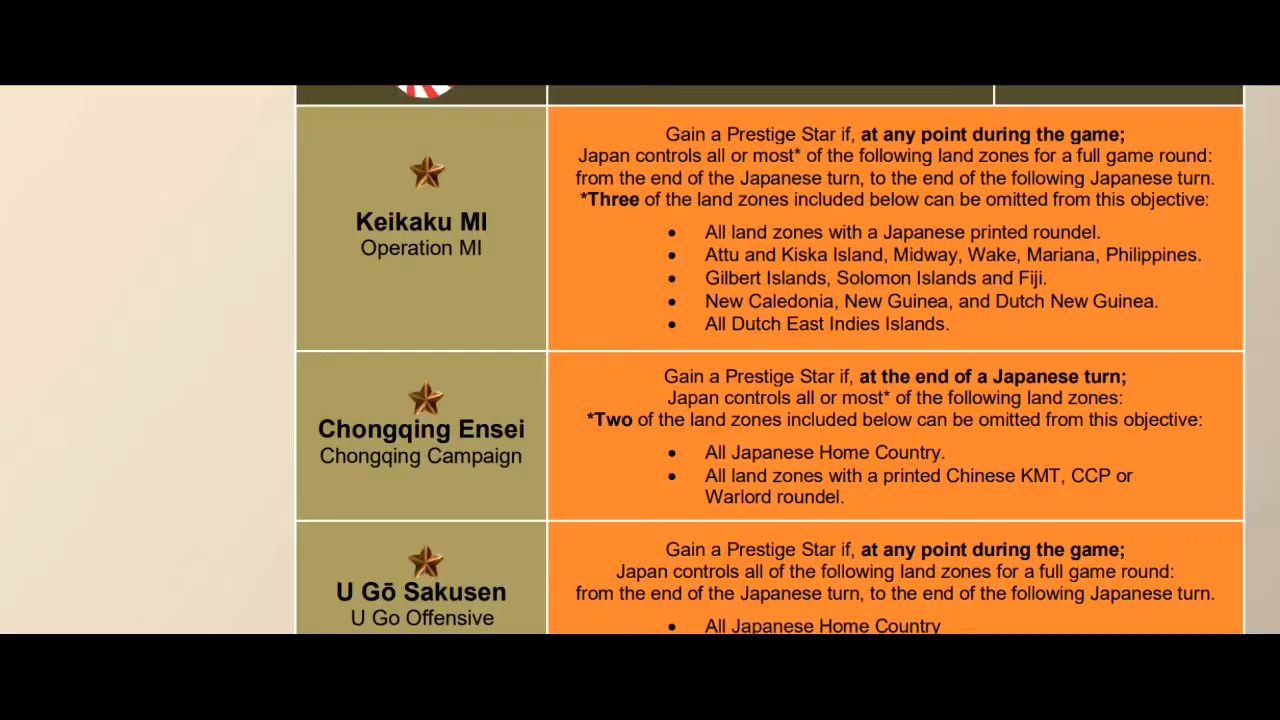 Keikaku MI
Operation MI
Gain a Prestige Star if, at any point during the game;
Japan controls all or most* of the following land zones for a full game round:
from the end of the Japanese turn, to the end of the following Japanese turn.
*Three of the land zones included below can be omitted from this objective:
• All land zones with a Japanese printed roundel.
• Attu and Kiska Island, Midway, Wake, Mariana, Philippines.
• Gilbert Islands, Solomon Islands and Fiji.
• New Caledonia, New Guinea, and Dutch New Guinea.
• All Dutch East Indies Islands.
Chongqing Ensei
Chongqing Campaign
Gain a Prestige Star if, at the end of a Japanese turn;
Japan controls all or most* of the following land zones:
*Two of the land zones included below can be omitted from this objective:
• All Japanese Home Country.
• All land zones with a printed Chinese KMT, CCP or
Warlord roundel.
U Gō Sakusen
U Go Offensive
Gain a Prestige Star if, at any point during the game;
Japan controls all of the following land zones for a full game round:
from the end of the Japanese turn, to the end of the following Japanese turn.
• All Japanese Home Country